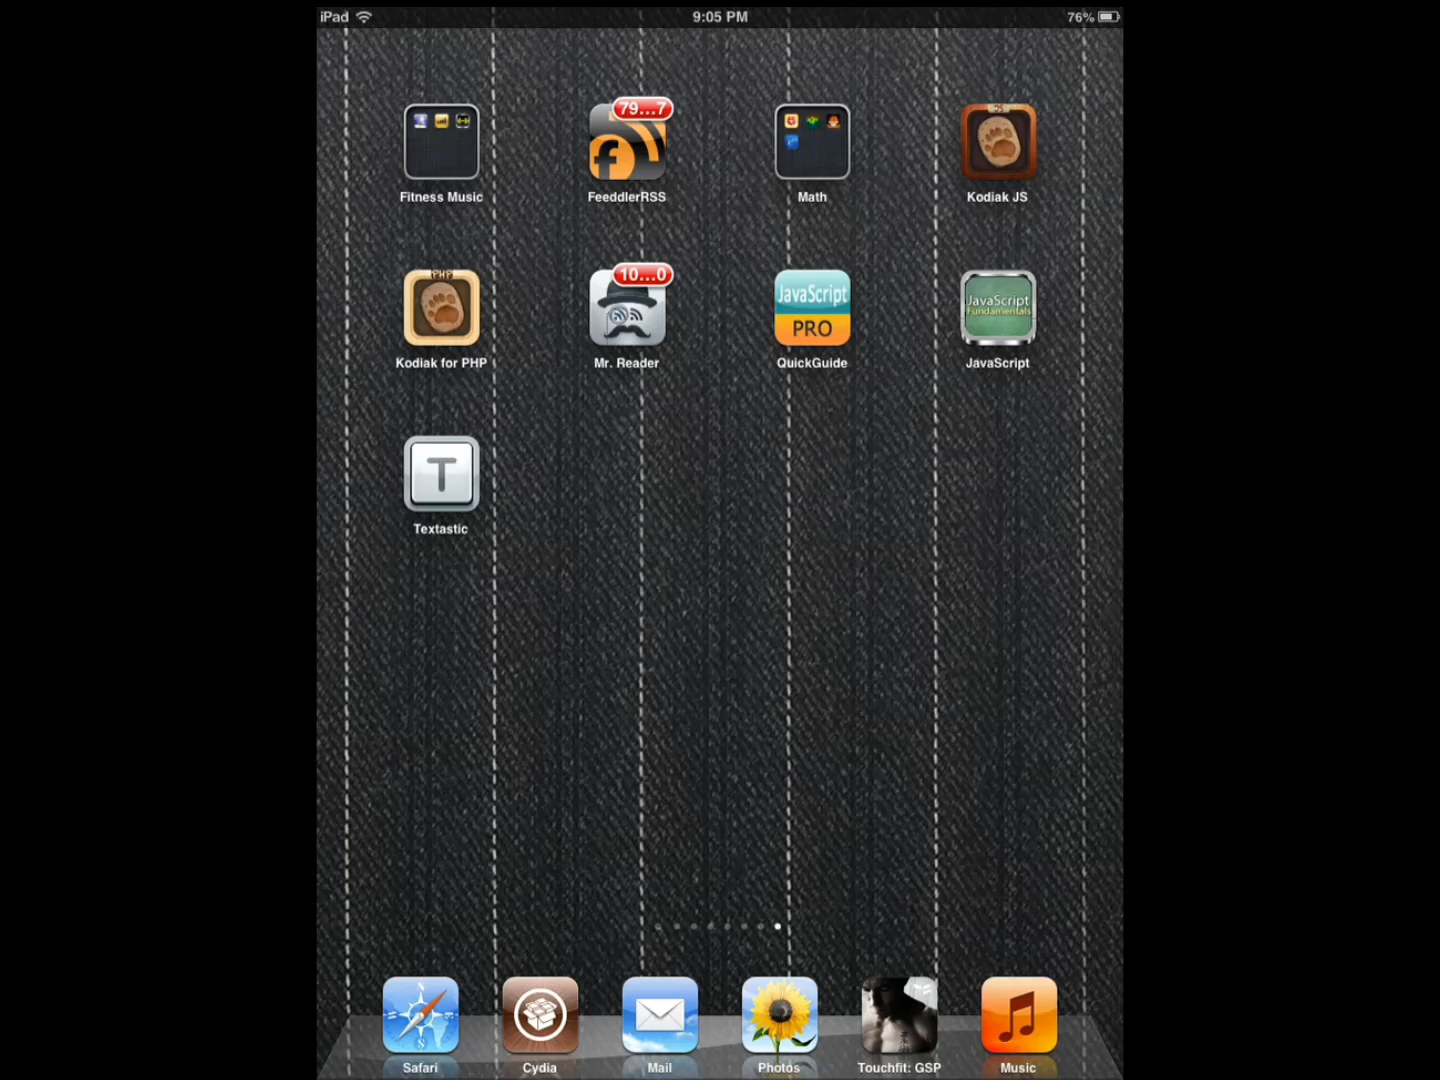 iPad 9:05 PM 76%
79...7
Fitness Music FeeddlerRSS Math Kodiak JS
PHP 10...0 JavaScript PRO JavaScript Fundamentals
Kodiak for PHP Mr. Reader QuickGuide JavaScript
T
Textastic
Safari Cydia Mail Photos Touchfit: GSP Music